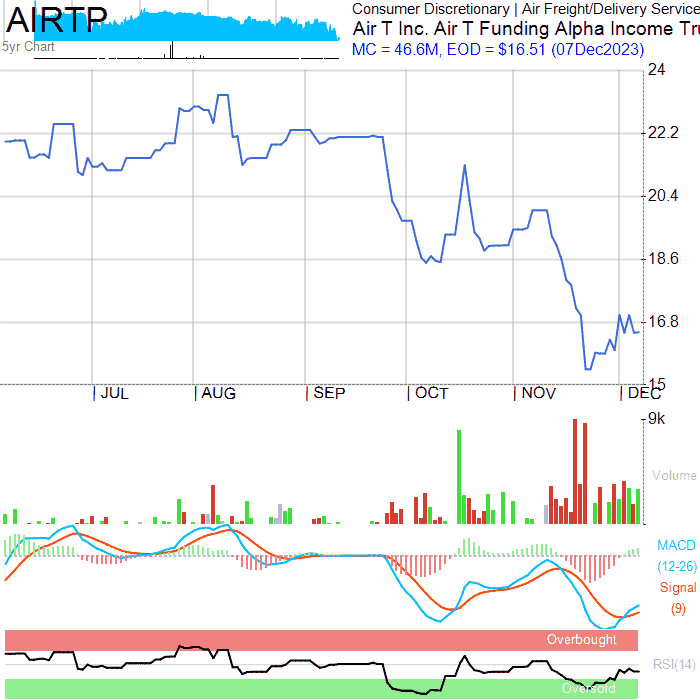 AIRTP
5yr Chart
Consumer Discretionary | Air Freight/Delivery Service
Air T Inc. Air T Funding Alpha Income Tru
MC = 46.6M, EOD = $16.51 (07Dec2023)
24
22.2
20.4
18.6
16.8
15
JUL AUG SEP OCT NOV DEC
9k
Volume
MACD
(12-26)
Signal
(9)
Overbought
RSI(14)
Oversold